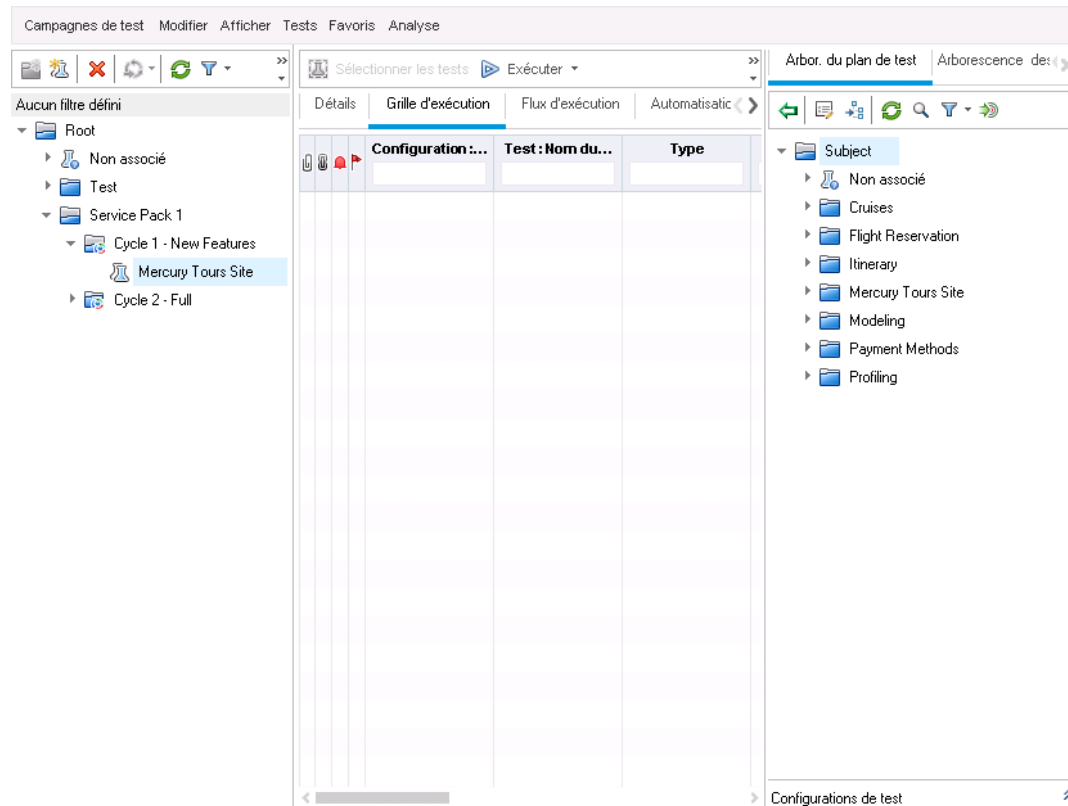 Campagnes de test Modifier Afficher Tests Favoris Analyse
Sélectionner les tests Exécuter
Arbor. du plan de test Arborescence des
Aucun filtre défini
Root
Non associé
Test
Service Pack 1
Cycle 1 - New Features
Mercury Tours Site
Cycle 2 - Full
Détails Grille d'exécution Flux d'exécution Automatisatic
Configuration :... Test : Nom du... Type
Subject
Non associé
Cruises
Flight Reservation
Itinerary
Mercury Tours Site
Modeling
Payment Methods
Profiling
Configurations de test